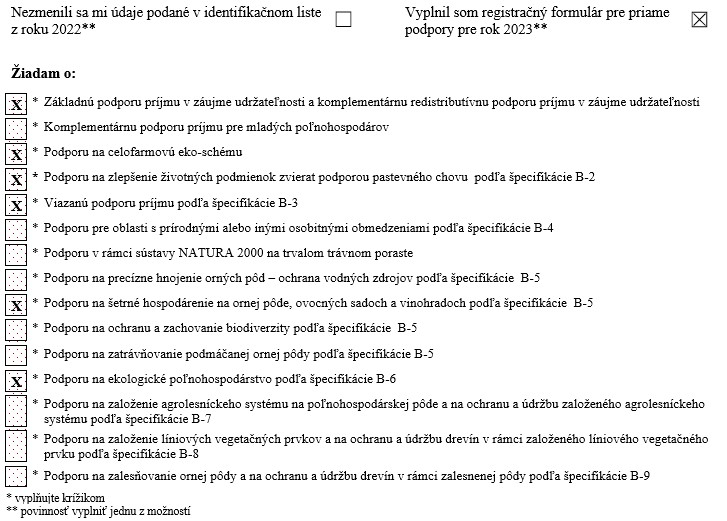 Nezmenili sa mi údaje podané v identifikačnom liste
z roku 2022**
Vyplnil som registračný formulár pre priame
podpory pre rok 2023**
Žiadam o:
X * Základnú podporu príjmu v záujme udržateľnosti a komplementárnu redistributívnu podporu príjmu v záujme udržateľnosti
* Komplementárnu podporu príjmu pre mladých poľnohospodárov
X * Podporu na celofarmovú eko-schému
X * Podporu na zlepšenie životných podmienok zvierat podporou pastevného chovu podľa špecifikácie B-2
X * Viazanú podporu príjmu podľa špecifikácie B-3
* Podporu pre oblasti s prírodnými alebo inými osobitnými obmedzeniami podľa špecifikácie B-4
* Podporu v rámci sústavy NATURA 2000 na trvalom trávnom poraste
* Podporu na precízne hnojenie orných pôd – ochrana vodných zdrojov podľa špecifikácie B-5
X * Podporu na šetrné hospodárenie na ornej pôde, ovocných sadoch a vinohradoch podľa špecifikácie B-5
* Podporu na ochranu a zachovanie biodiverzity podľa špecifikácie B-5
* Podporu na zatrávňovanie podmáčanej ornej pôdy podľa špecifikácie B-5
X * Podporu na ekologické poľnohospodárstvo podľa špecifikácie B-6
* Podporu na založenie agrolesníckeho systému na poľnohospodárskej pôde a na ochranu a údržbu založeného agrolesníckeho
systému podľa špecifikácie B-7
* Podporu na založenie líniových vegetačných prvkov a na ochranu a údržbu drevín v rámci založeného líniového vegetačného
prvku podľa špecifikácie B-8
* Podporu na zalesňovanie ornej pôdy a na ochranu a údržbu drevín v rámci zalesnenej pôdy podľa špecifikácie B-9
* vyplňujte krížikom
** povinnosť vyplniť jednu z možností